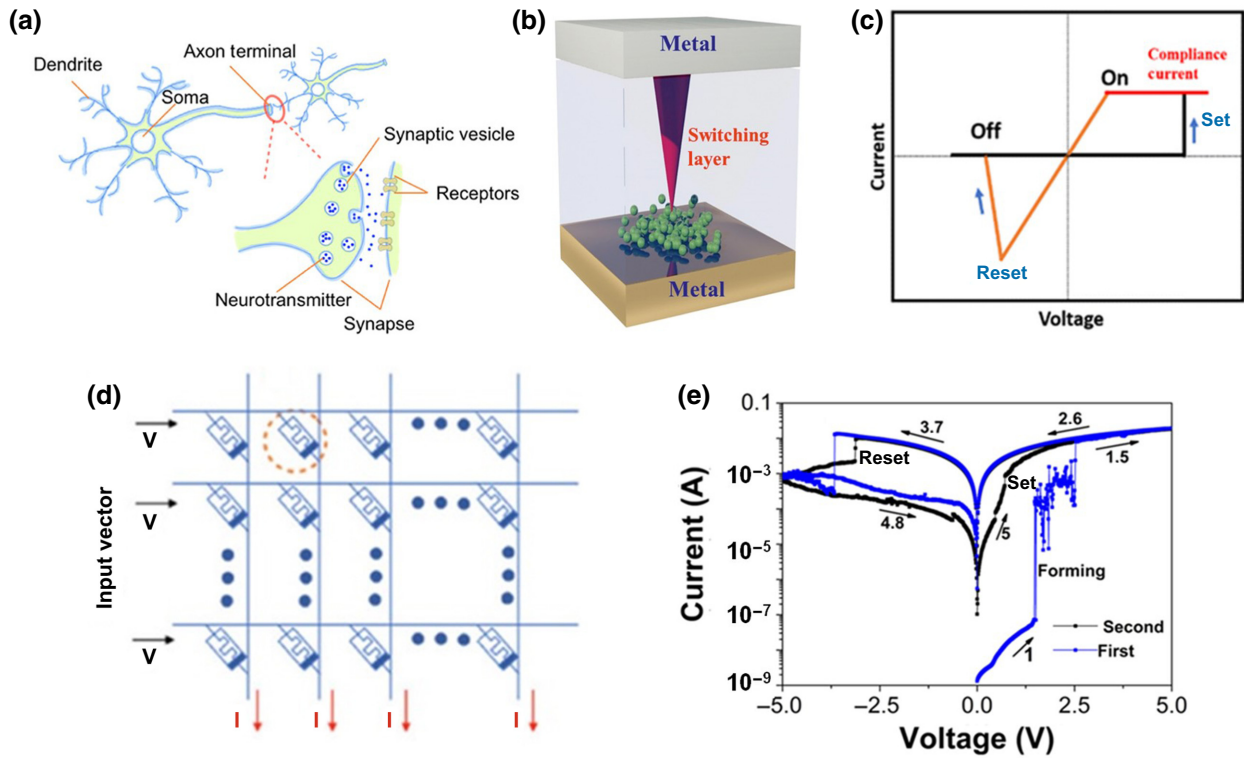 (a)
Dendrite
Axon terminal
Soma
Synaptic vesicle
Receptors
Neurotransmitter
Synapse
(b)
Metal
Switching
layer
Metal
(c)
Compliance
current
On
Set
Off
Reset
Current
Voltage
(d)
V
V
V
Input vector
I
I
I
I
(e)
0.1
10⁻³
10⁻⁵
10⁻⁷
10⁻⁹
Current (A)
3.7
2.6
1.5
Reset
Set
4.8
5
Forming
1
Second
First
–5.0
–2.5
0.0
2.5
5.0
Voltage (V)